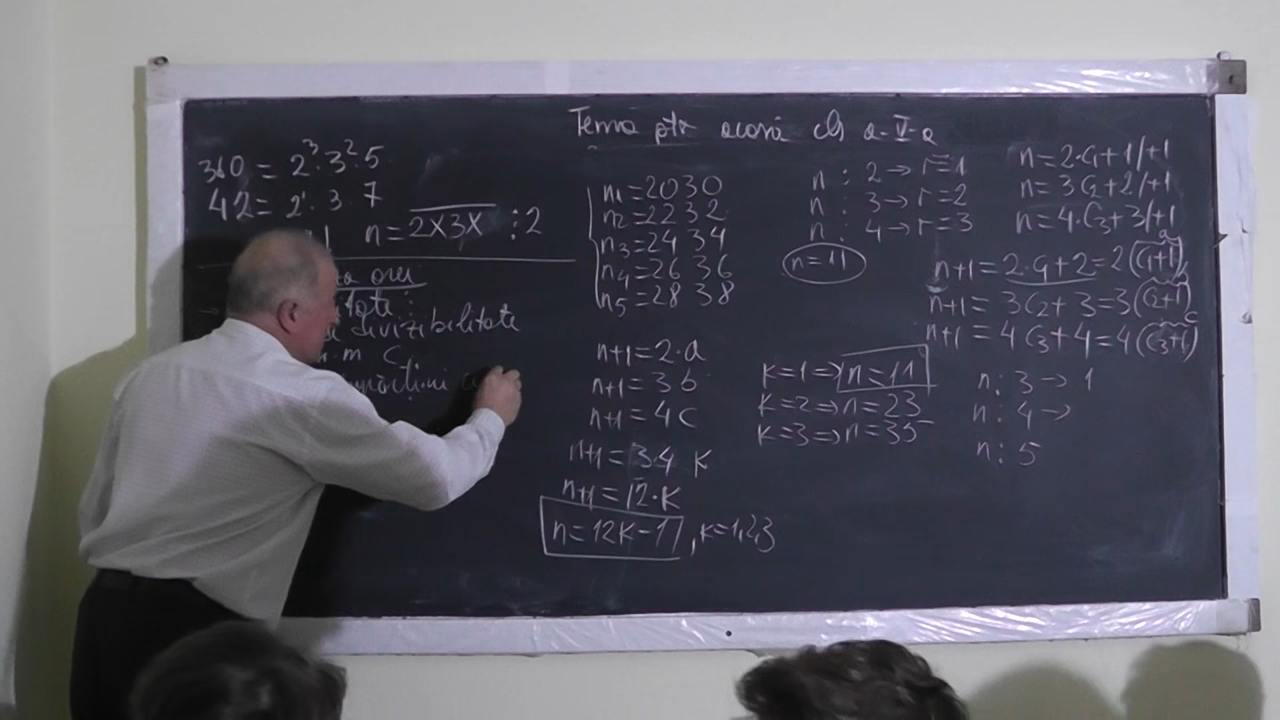 Tema ptr acasă cls a-V-a
360 = 2³·3²·5
42 = 2·3 7
n = 2X3X : 2
ora
divizibilitate
m C
n1 = 2030
n2 = 2232
n3 = 2434
n4 = 2636
n5 = 2838
n+1 = 2·a
n+1 = 3b
n+1 = 4c
n+1 = 3·4 K
n+1 = 12·K
n = 12K-1, K=1,2,3
n : 2 → r=1
n : 3 → r=2
n : 4 → r=3
n = 11
K=1 => n=11
K=2 => n=23
K=3 => n=35
n = 2·C1+1/+1
n = 3C2+2/+1
n = 4·C3+3/+1
n+1 = 2·C1+2 = 2(C1+1) a
n+1 = 3C2+3 = 3(C2+1) b
n+1 = 4C3+4 = 4(C3+1) c
n : 3 → 1
n : 4 →
n : 5